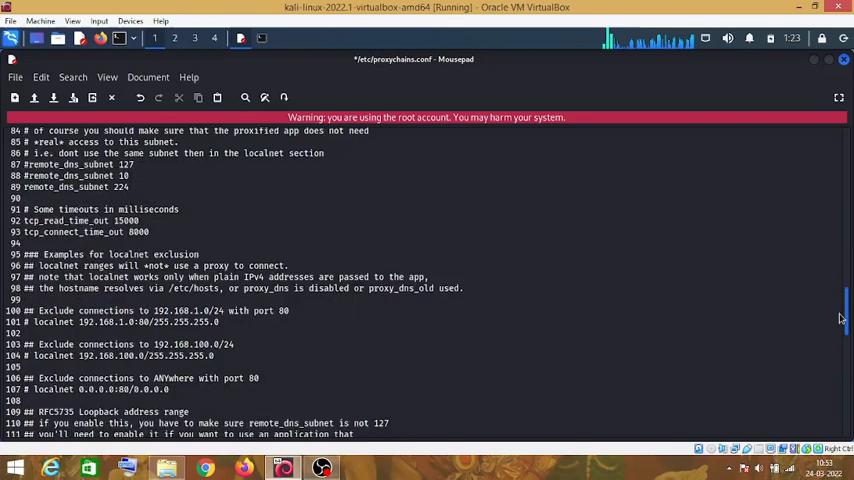 kali-linux-2022.1-virtualbox-amd64 [Running] - Oracle VM VirtualBox
File Machine View Input Devices Help
1 2 3 4 1:23
*/etc/proxychains.conf - Mousepad
File Edit Search View Document Help
Warning: you are using the root account. You may harm your system.
84 # of course you should make sure that the proxified app does not need
85 # *real* access to this subnet.
86 # i.e. dont use the same subnet then in the localnet section
87 #remote_dns_subnet 127
88 #remote_dns_subnet 10
89 remote_dns_subnet 224
90
91 # Some timeouts in milliseconds
92 tcp_read_time_out 15000
93 tcp_connect_time_out 8000
94
95 ### Examples for localnet exclusion
96 ## localnet ranges will *not* use a proxy to connect.
97 ## note that localnet works only when plain IPv4 addresses are passed to the app,
98 ## the hostname resolves via /etc/hosts, or proxy_dns is disabled or proxy_dns_old used.
99
100 ## Exclude connections to 192.168.1.0/24 with port 80
101 # localnet 192.168.1.0:80/255.255.255.0
102
103 ## Exclude connections to 192.168.100.0/24
104 # localnet 192.168.100.0/255.255.255.0
105
106 ## Exclude connections to ANYwhere with port 80
107 # localnet 0.0.0.0:80/0.0.0.0
108
109 ## RFC5735 Loopback address range
110 ## if you enable this, you have to make sure remote_dns_subnet is not 127
111 ## you'll need to enable it if you want to use an application that
Right Ctrl
10:53
24-03-2022